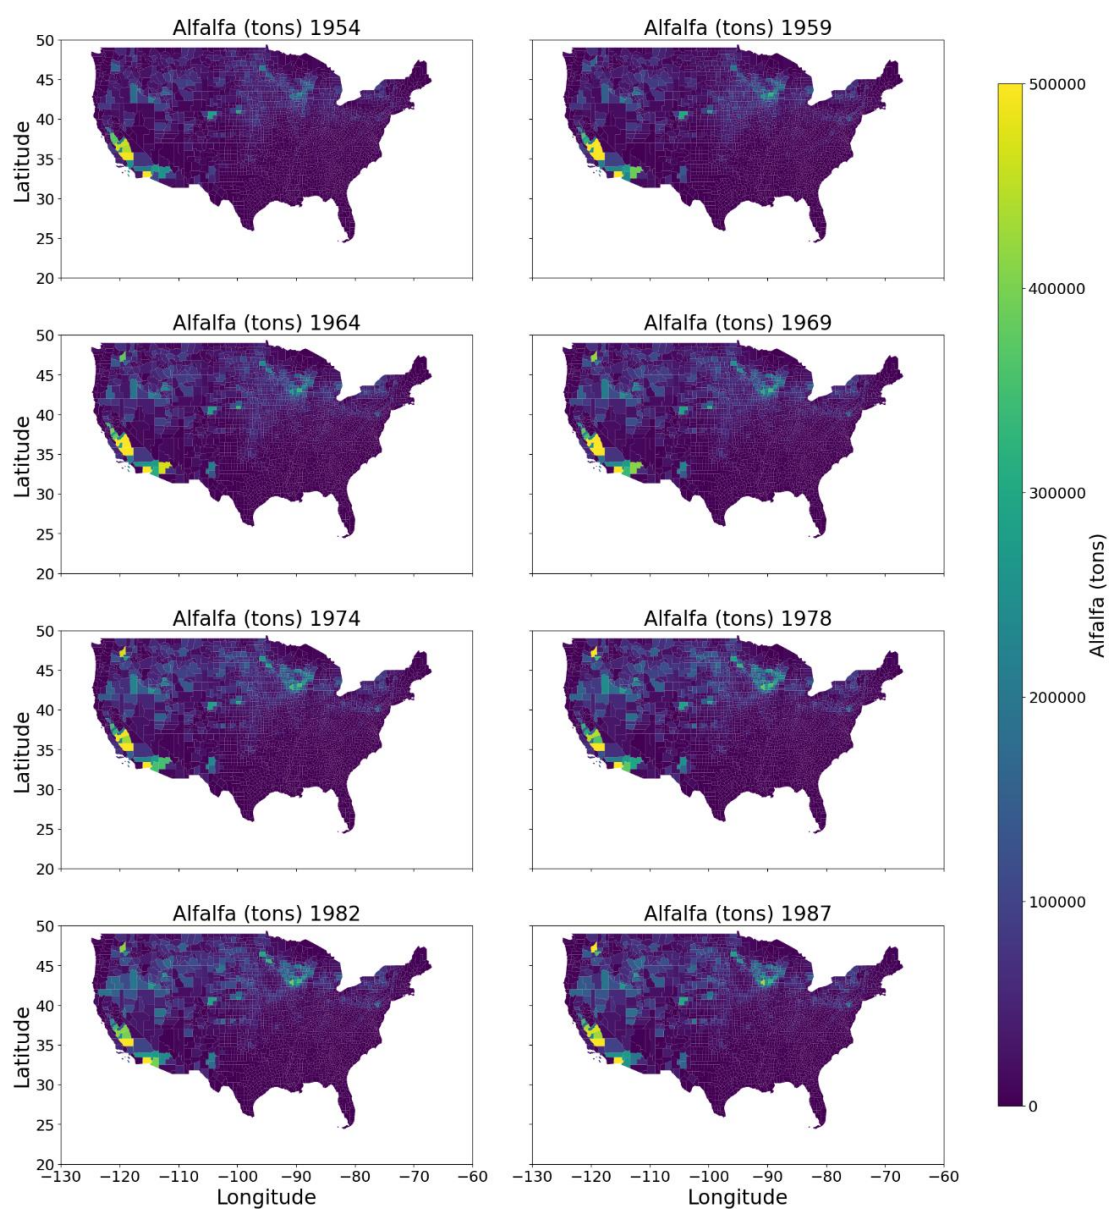 Alfalfa (tons) 1954
Alfalfa (tons) 1959
50
45
40
35
30
25
20
Latitude
Alfalfa (tons) 1964
Alfalfa (tons) 1969
50
45
40
35
30
25
20
Latitude
Alfalfa (tons) 1974
Alfalfa (tons) 1978
50
45
40
35
30
25
20
Latitude
Alfalfa (tons) 1982
Alfalfa (tons) 1987
50
45
40
35
30
25
20
Latitude
−130 −120 −110 −100 −90 −80 −70 −60
Longitude
−130 −120 −110 −100 −90 −80 −70 −60
Longitude
500000
400000
300000
200000
100000
0
Alfalfa (tons)